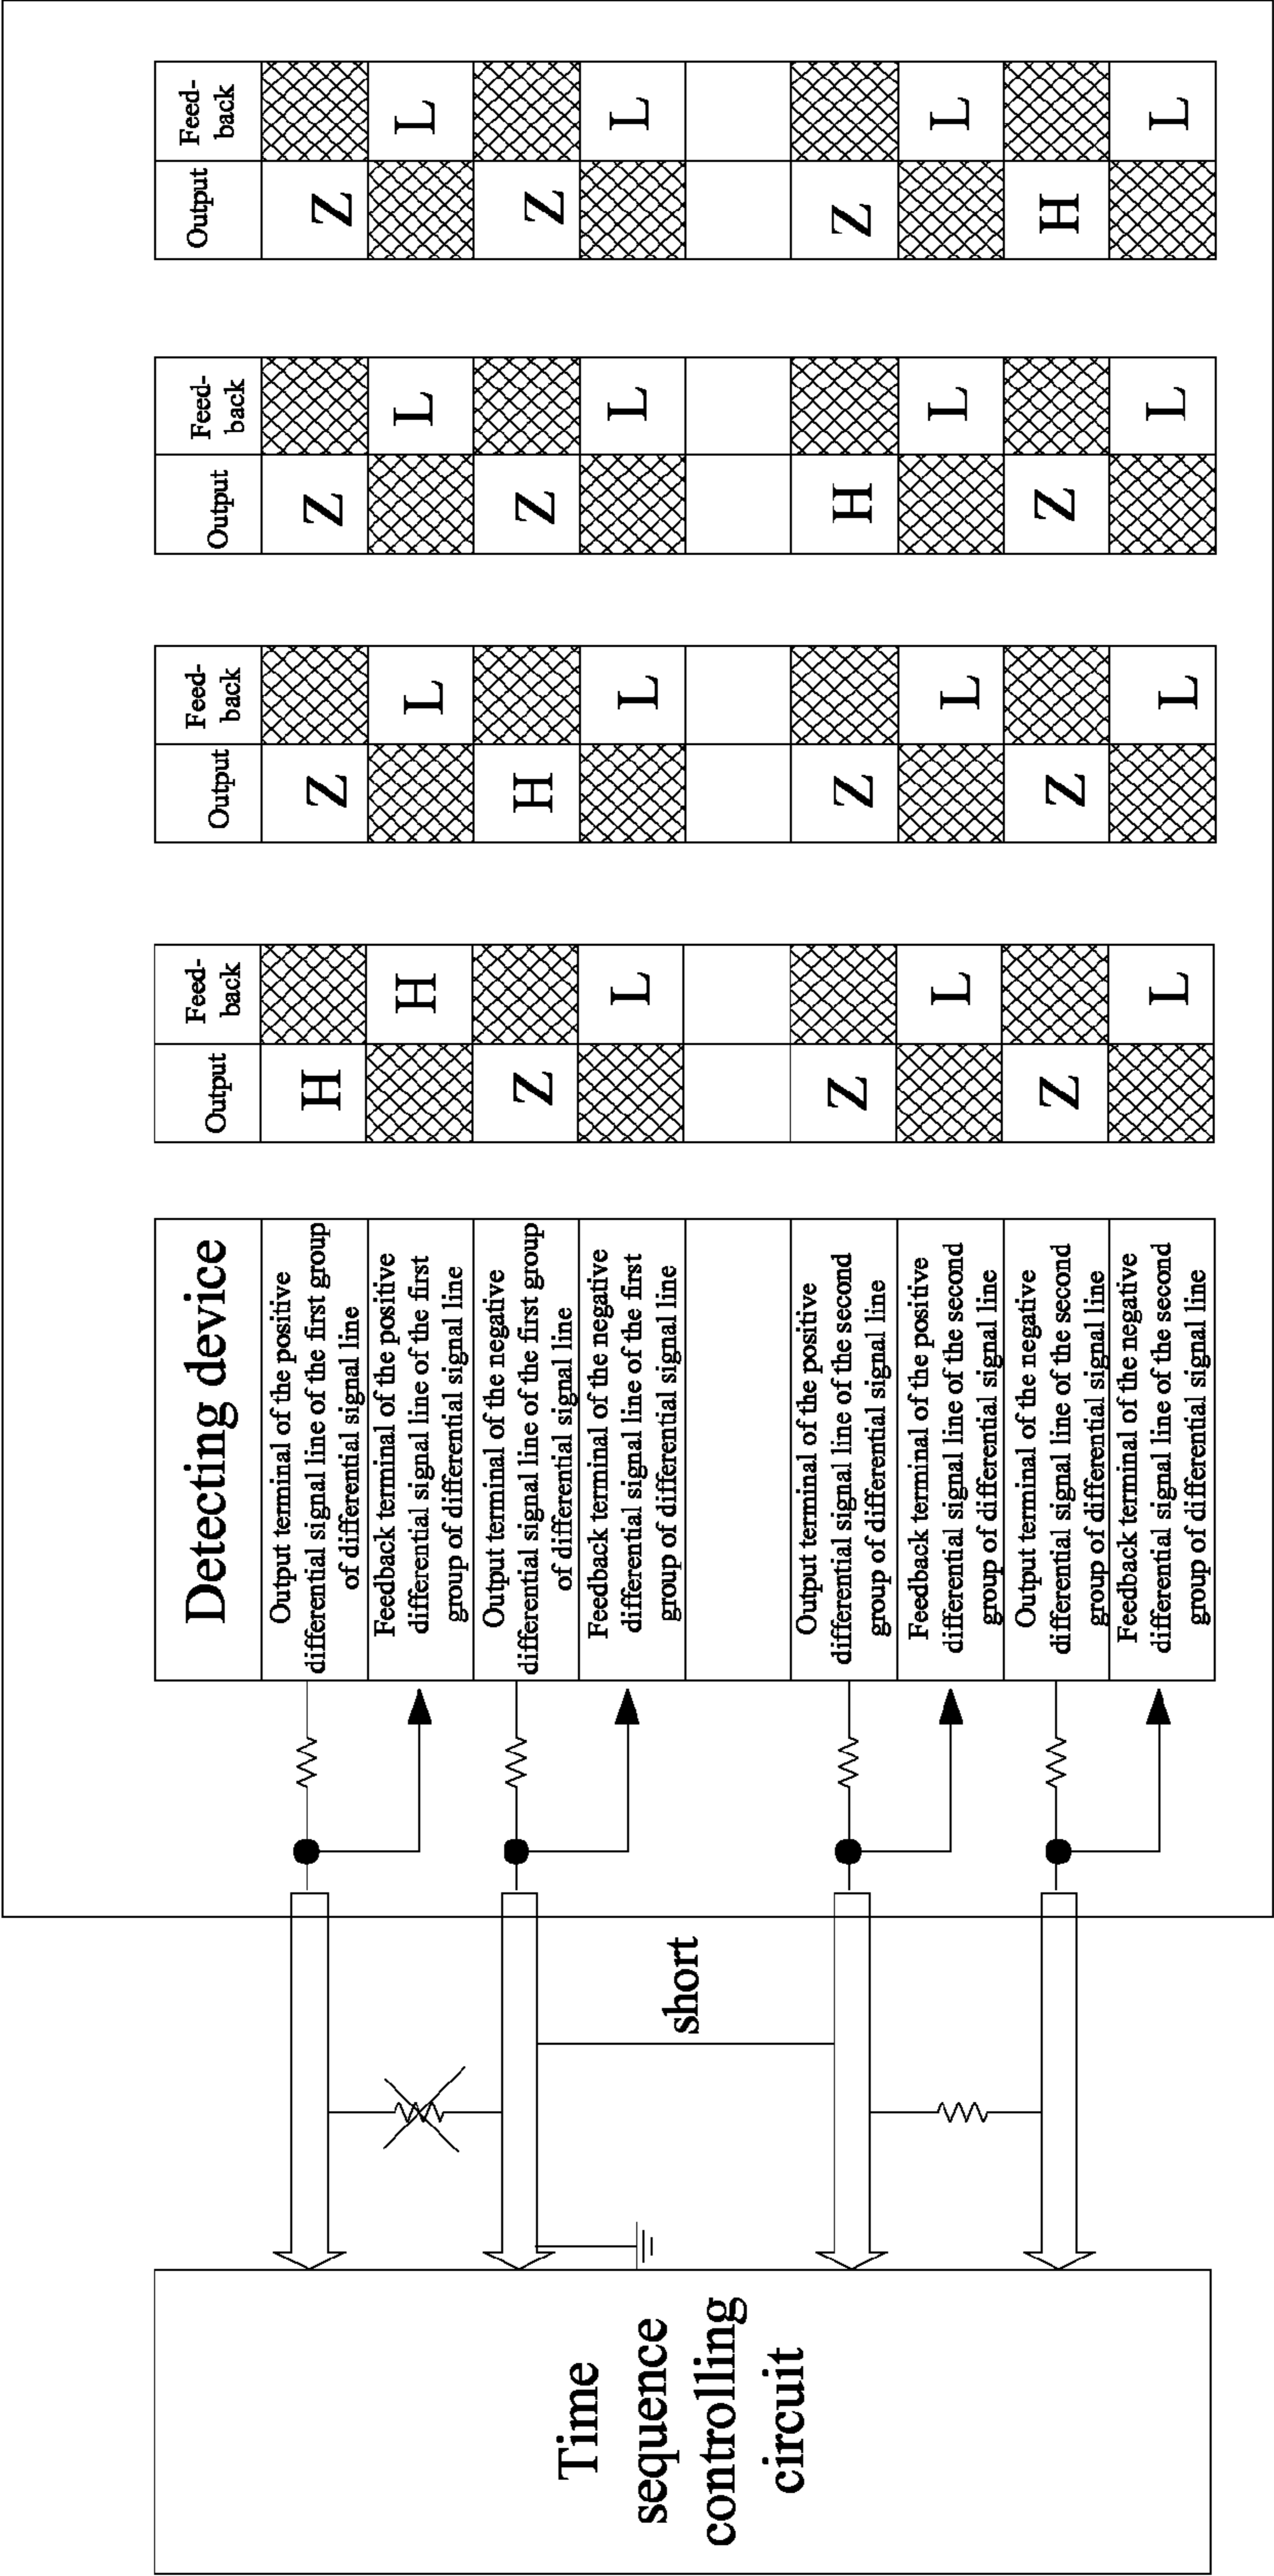 Time
sequence
controlling
circuit
short
Detecting device
Output terminal of the positive
differential signal line of the first group
of differential signal line
Feedback terminal of the positive
differential signal line of the first
group of differential signal line
Output terminal of the negative
differential signal line of the first group
of differential signal line
Feedback terminal of the negative
differential signal line of the first
group of differential signal line
Output terminal of the positive
differential signal line of the second
group of differential signal line
Feedback terminal of the positive
differential signal line of the second
group of differential signal line
Output terminal of the negative
differential signal line of the second
group of differential signal line
Feedback terminal of the negative
differential signal line of the second
group of differential signal line
Output
Feed-
back
H
H
Z
L
Z
L
Z
L
Output
Feed-
back
Z
L
H
L
Z
L
Z
L
Output
Feed-
back
Z
L
Z
L
H
L
Z
L
Output
Feed-
back
Z
L
Z
L
Z
L
H
L